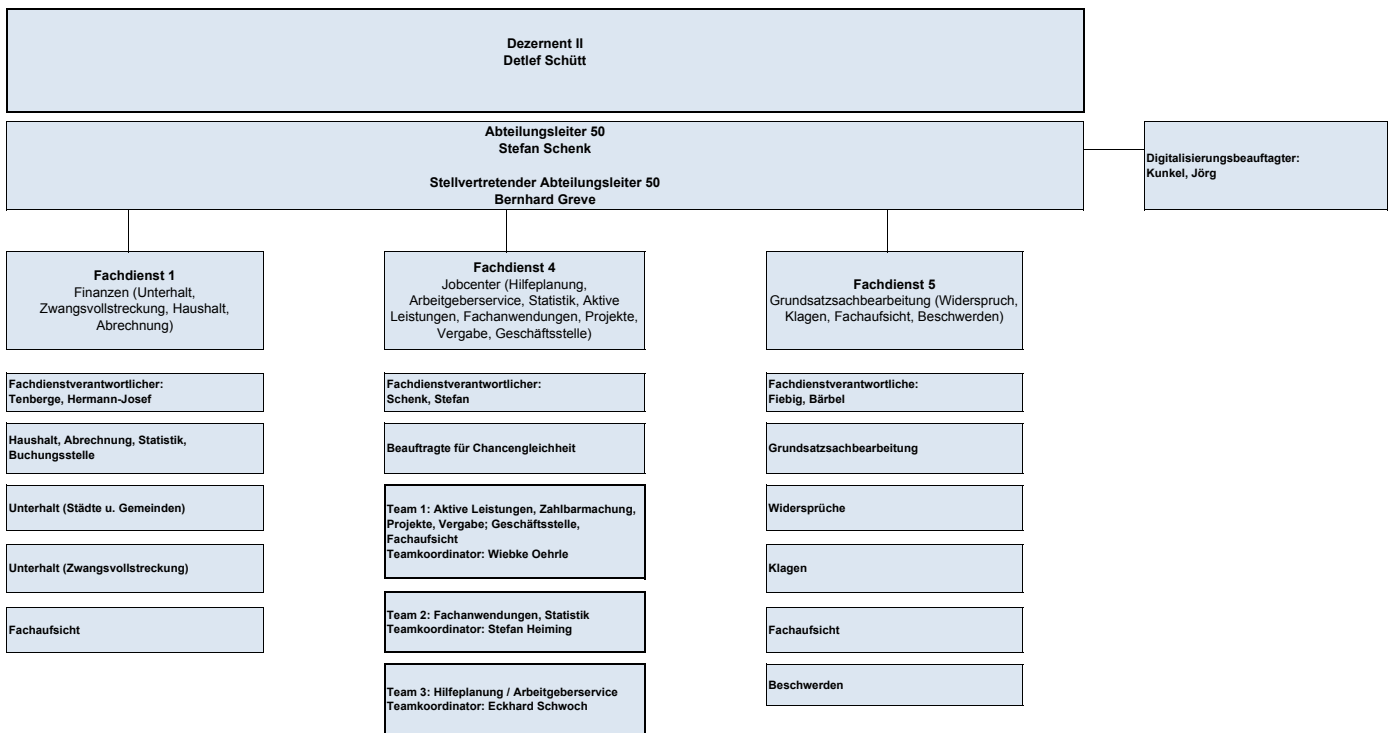 Dezernent II
Detlef Schütt
Abteilungsleiter 50
Stefan Schenk
Stellvertretender Abteilungsleiter 50
Bernhard Greve
Digitalisierungsbeauftagter:
Kunkel, Jörg
Fachdienst 1
Finanzen (Unterhalt,
Zwangsvollstreckung, Haushalt,
Abrechnung)
Fachdienstverantwortlicher:
Tenberge, Hermann-Josef
Haushalt, Abrechnung, Statistik,
Buchungsstelle
Unterhalt (Städte u. Gemeinden)
Unterhalt (Zwangsvollstreckung)
Fachaufsicht
Fachdienst 4
Jobcenter (Hilfeplanung,
Arbeitgeberservice, Statistik, Aktive
Leistungen, Fachanwendungen, Projekte,
Vergabe, Geschäftsstelle)
Fachdienstverantwortlicher:
Schenk, Stefan
Beauftragte für Chancengleichheit
Team 1: Aktive Leistungen, Zahlbarmachung,
Projekte, Vergabe; Geschäftsstelle,
Fachaufsicht
Teamkoordinator: Wiebke Oehrle
Team 2: Fachanwendungen, Statistik
Teamkoordinator: Stefan Heiming
Team 3: Hilfeplanung / Arbeitgeberservice
Teamkoordinator: Eckhard Schwoch
Fachdienst 5
Grundsatzsachbearbeitung (Widerspruch,
Klagen, Fachaufsicht, Beschwerden)
Fachdienstverantwortliche:
Fiebig, Bärbel
Grundsatzsachbearbeitung
Widersprüche
Klagen
Fachaufsicht
Beschwerden